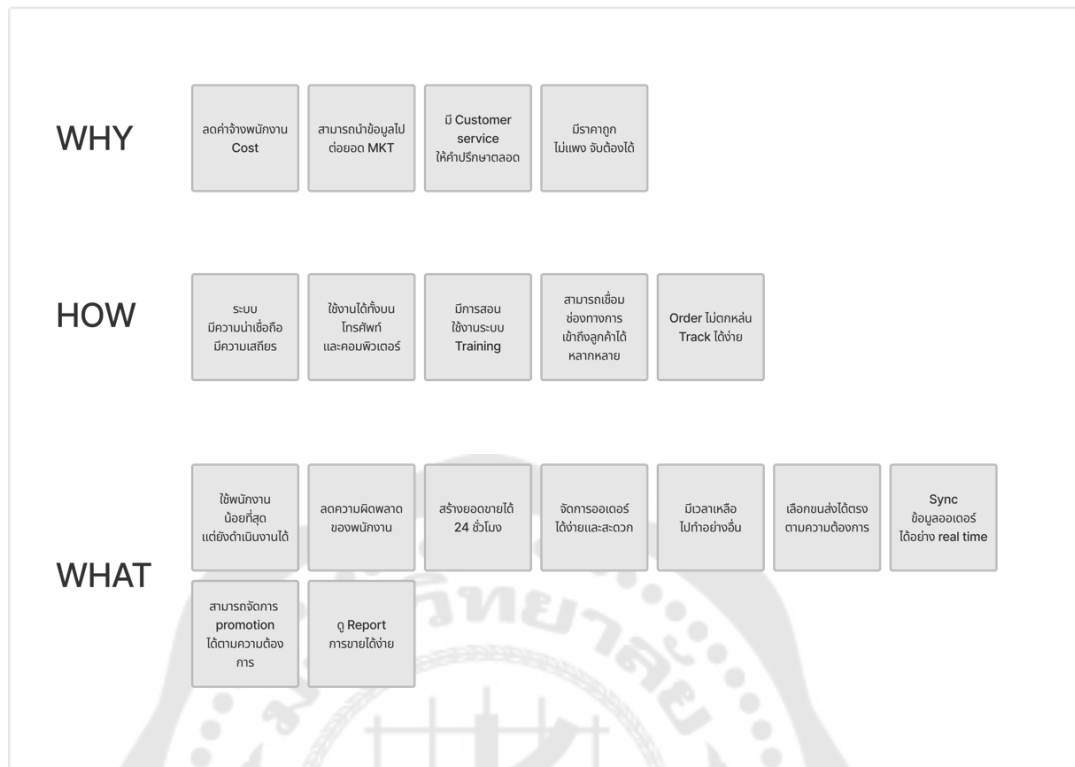 WHY
ลดค่าจ้างพนักงาน
Cost
สามารถนำข้อมูลไป
ต่อยอด MKT
มี Customer
service
ให้คำปรึกษาตลอด
มีราคาถูก
ไม่แพง จับต้องได้
HOW
ระบบ
มีความน่าเชื่อถือ
มีความเสถียร
ใช้งานได้ทั้งบน
โทรศัพท์
และคอมพิวเตอร์
มีการสอน
ใช้งานระบบ
Training
สามารถเชื่อม
ช่องทางการ
เข้าถึงลูกค้าได้
หลากหลาย
Order ไม่ตกหล่น
Track ได้ง่าย
WHAT
ใช้พนักงาน
น้อยที่สุด
แต่ยังดำเนินงานได้
ลดความผิดพลาด
ของพนักงาน
สร้างยอดขายได้
24 ชั่วโมง
จัดการออเดอร์
ได้ง่ายและสะดวก
มีเวลาเหลือ
ไปทำอย่างอื่น
เลือกขนส่งได้ตรง
ตามความต้องการ
Sync
ข้อมูลออเดอร์
ได้อย่าง real time
สามารถจัดการ
promotion
ได้ตามความต้อง
การ
ดู Report
การขายได้ง่าย